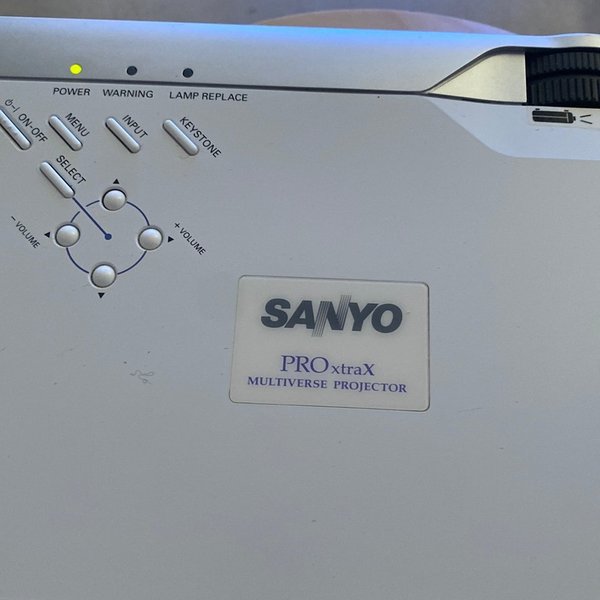 POWER WARNING LAMP REPLACE
ON-OFF MENU INPUT KEYSTONE
SELECT
- VOLUME + VOLUME
SANYO
PROxtraX
MULTIVERSE PROJECTOR